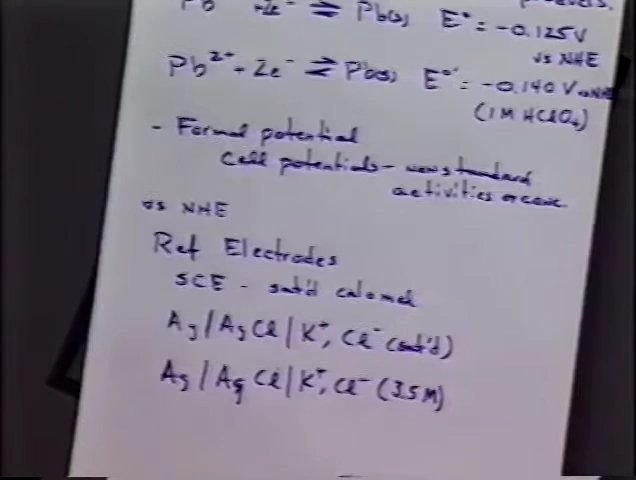 Pb +2e⁻ ⇌ Pb(s) E° = -0.125V
vs NHE
Pb²⁺ + 2e⁻ ⇌ Pb(s) E°' = -0.140 V vs NHE
(1M HClO₄)
- Formal potential
Cell potentials - nonstandard
activities or conc.
vs NHE
Ref Electrodes
SCE - sat'd calomel
Ag/AgCl/K⁺, Cl⁻ (sat'd)
Ag/AgCl/K⁺, Cl⁻ (3.5M)